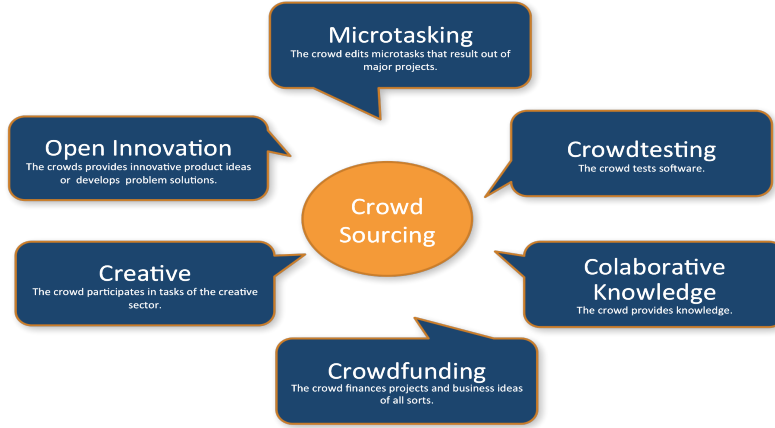 Microtasking
The crowd edits microtasks that result out of
major projects.
Open Innovation
The crowds provides innovative product ideas
or develops problem solutions.
Crowdtesting
The crowd tests software.
Crowd
Sourcing
Creative
The crowd participates in tasks of the creative
sector.
Colaborative
Knowledge
The crowd provides knowledge.
Crowdfunding
The crowd finances projects and business ideas
of all sorts.